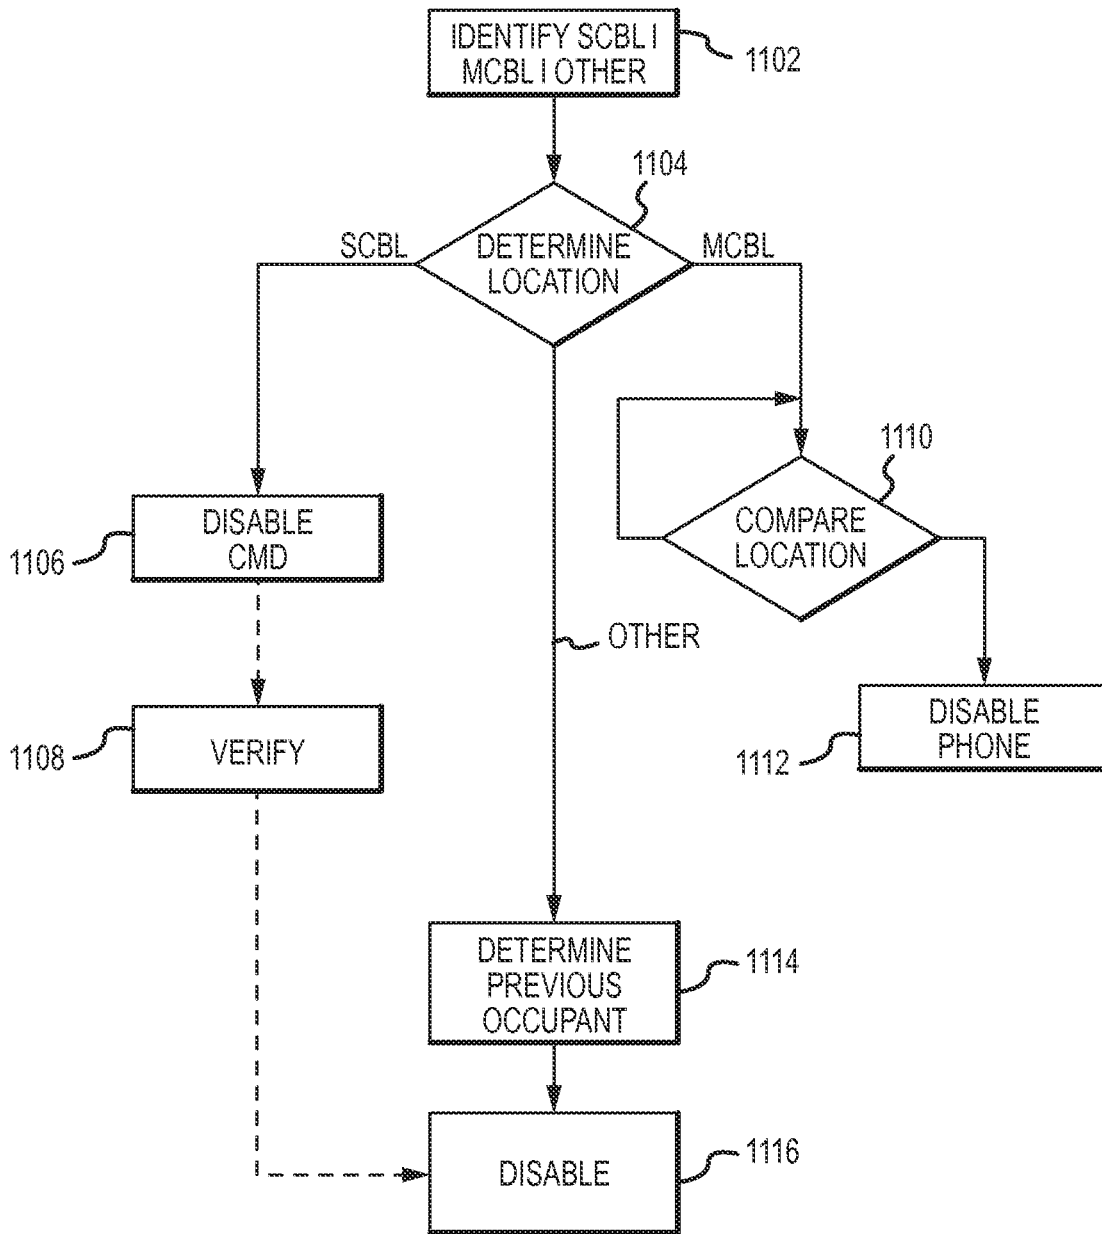 IDENTIFY SCBL I
MCBL I OTHER
1102
1104
SCBL
DETERMINE
LOCATION
MCBL
1110
COMPARE
LOCATION
DISABLE
CMD
1106
OTHER
VERIFY
1108
DISABLE
PHONE
1112
DETERMINE
PREVIOUS
OCCUPANT
1114
DISABLE
1116